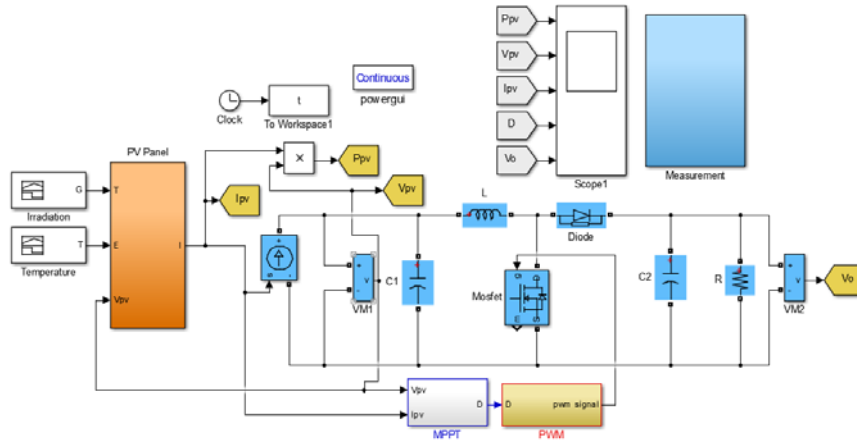 Ppv
Vpv
Ipv
D
Vo
Scope1
Measurement
Continuous
powergui
Clock
t
To Workspace1
PV Panel
×
Ppv
Vpv
Ipv
G
Irradiation
T
Temperature
T
E
Vpv
I
s
+
-
+
-
v
VM1
C1
L
Diode
Mosfet
g
D
m
S
C2
R
+
-
v
VM2
Vo
Vpv
Ipv
D
MPPT
D
pwm signal
PWM